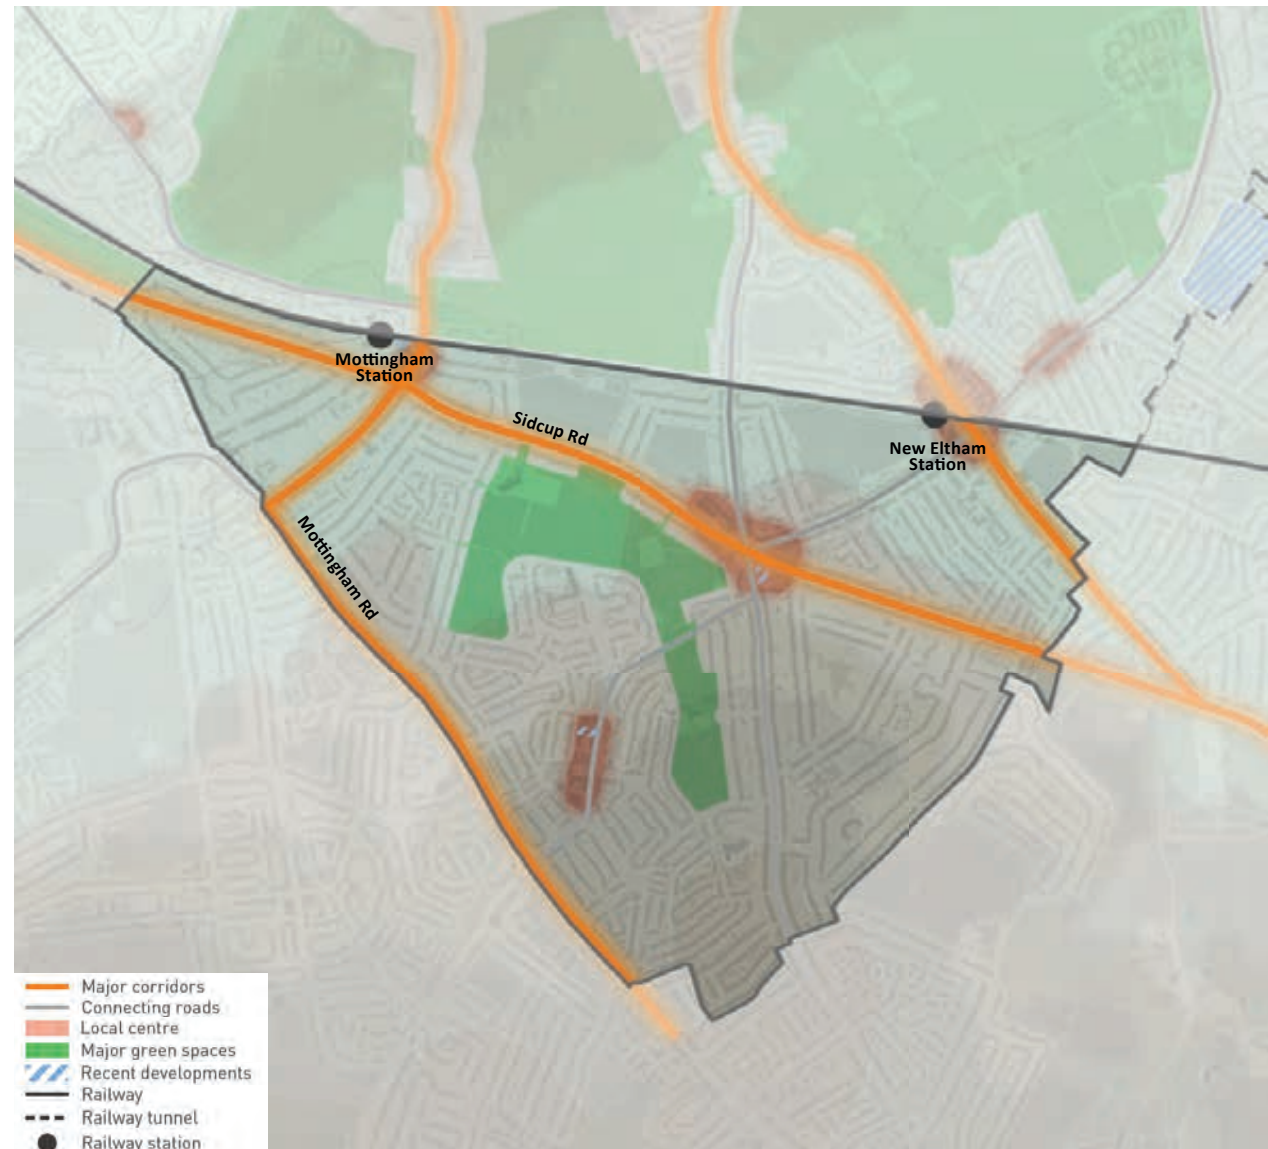 Mottingham
Station
Sidcup Rd
New Eltham
Station
Mottingham Rd
Major corridors
Connecting roads
Local centre
Major green spaces
Recent developments
Railway
Railway tunnel
Railway station